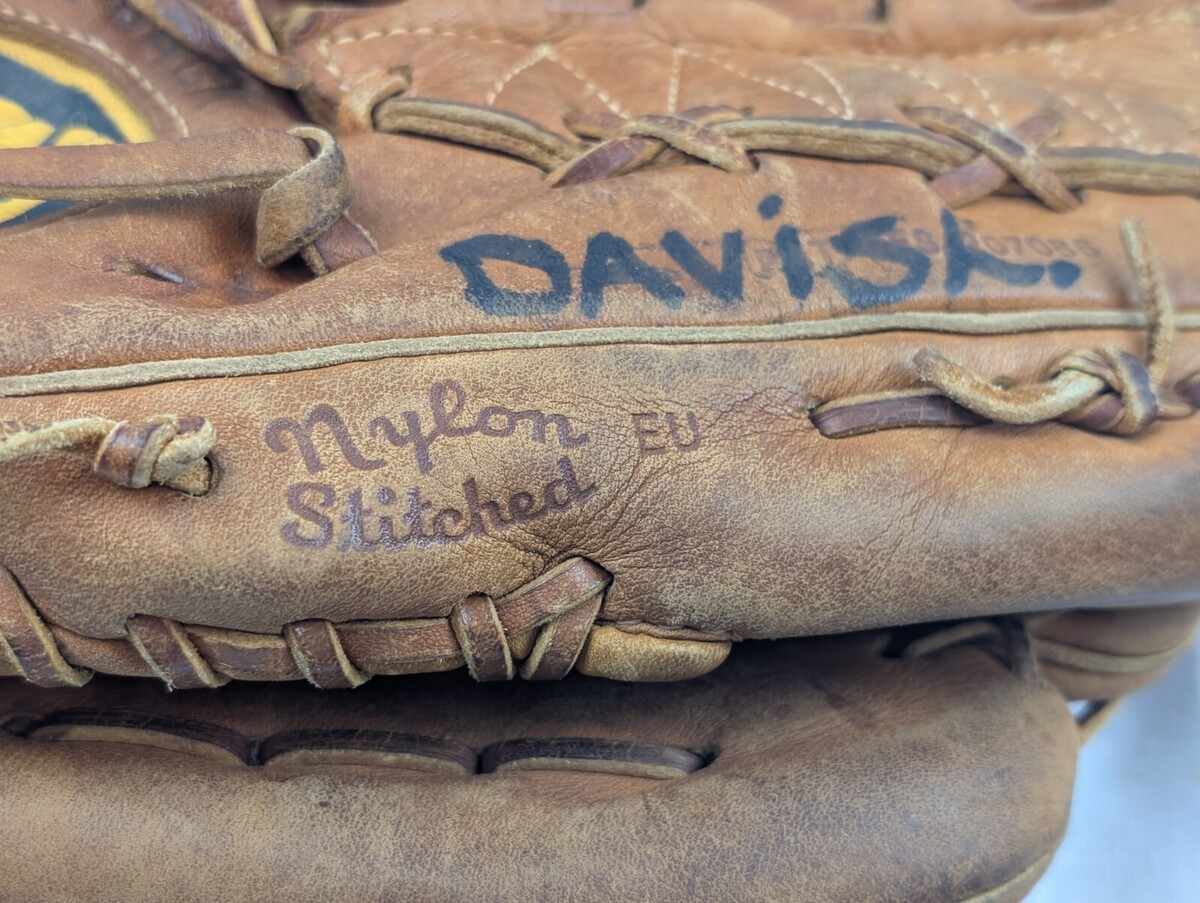 DAViS L.
Nylon EU
Stitched